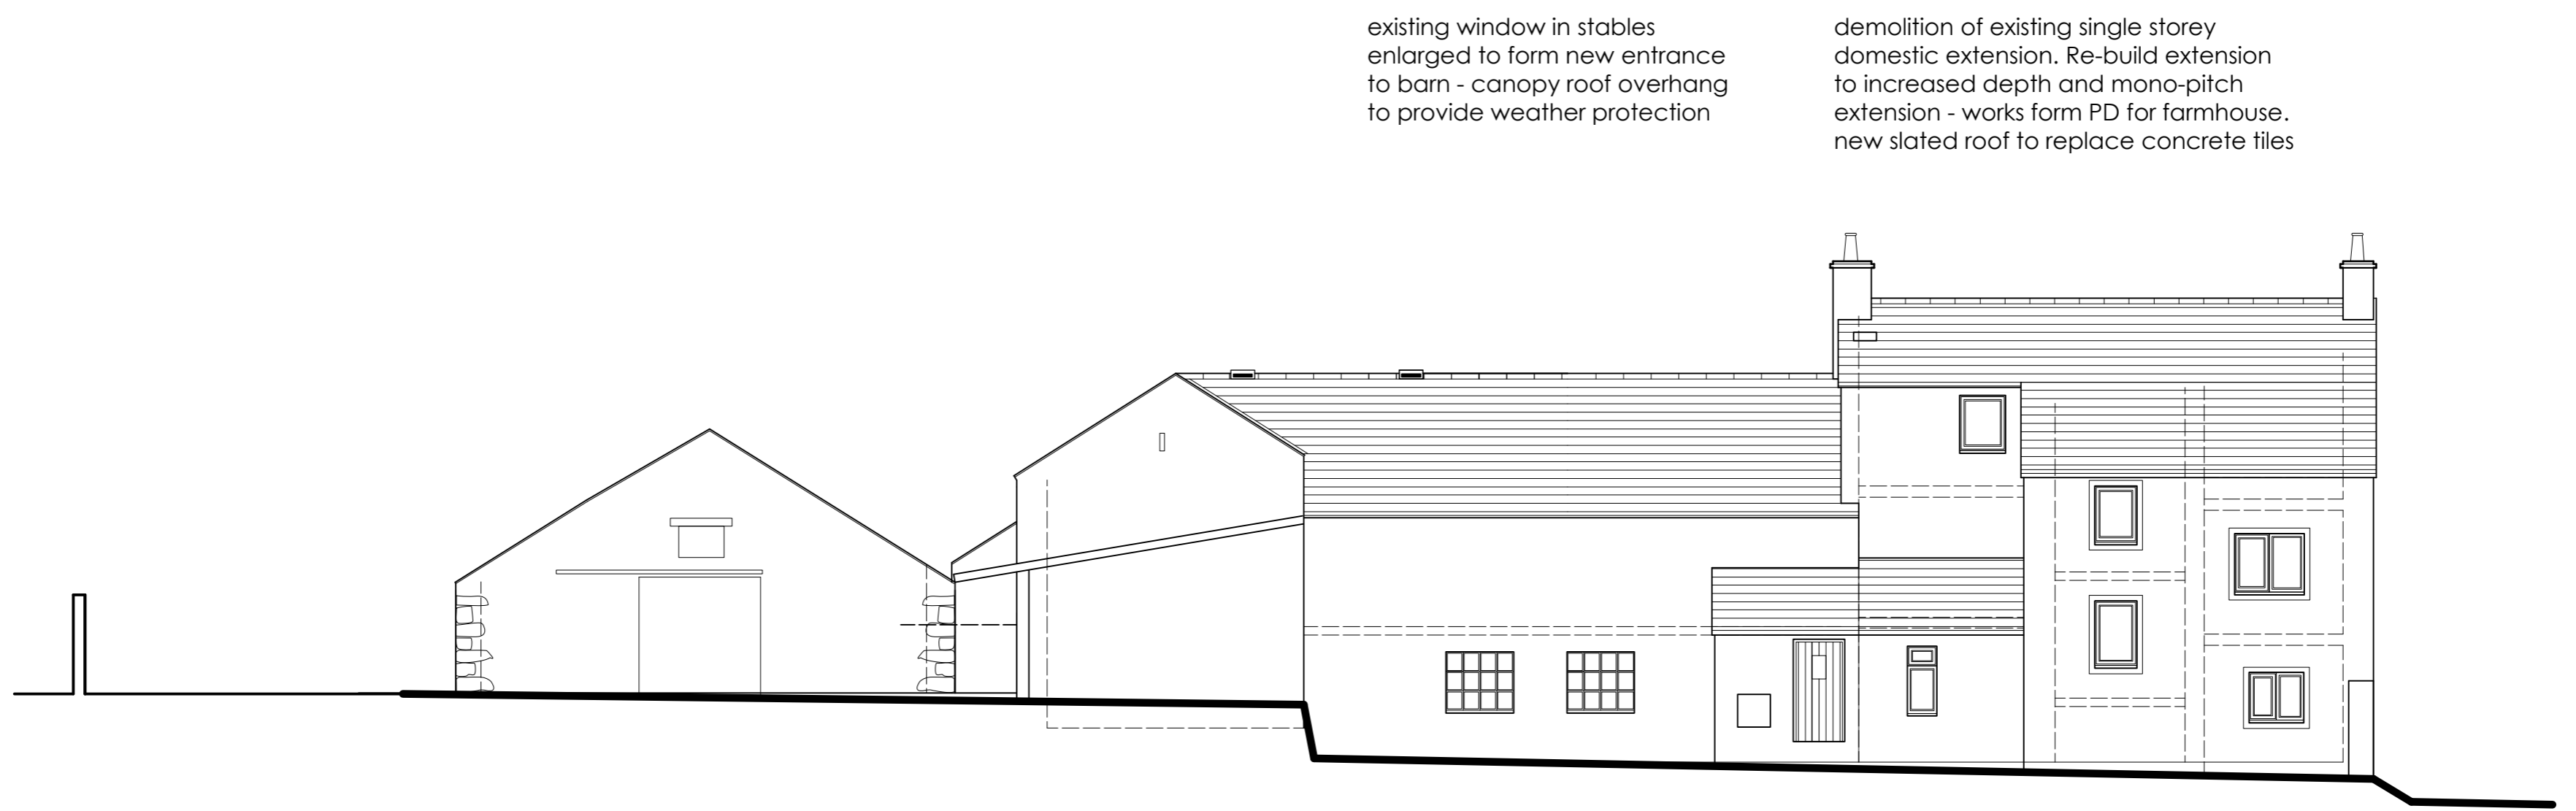 existing window in stables
enlarged to form new entrance
to barn - canopy roof overhang
to provide weather protection
demolition of existing single storey
domestic extension. Re-build extension
to increased depth and mono-pitch
extension - works form PD for farmhouse.
new slated roof to replace concrete tiles